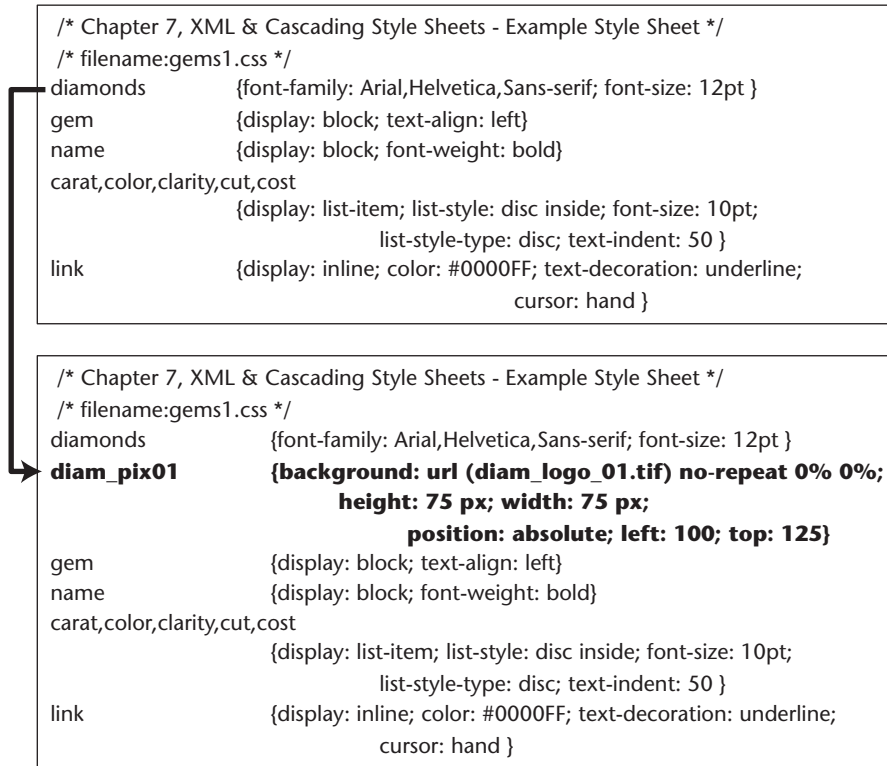 /* Chapter 7, XML & Cascading Style Sheets - Example Style Sheet */
/* filename:gems1.css */
diamonds {font-family: Arial,Helvetica,Sans-serif; font-size: 12pt }
gem {display: block; text-align: left}
name {display: block; font-weight: bold}
carat,color,clarity,cut,cost
{display: list-item; list-style: disc inside; font-size: 10pt;
list-style-type: disc; text-indent: 50 }
link {display: inline; color: #0000FF; text-decoration: underline;
cursor: hand }
/* Chapter 7, XML & Cascading Style Sheets - Example Style Sheet */
/* filename:gems1.css */
diamonds {font-family: Arial,Helvetica,Sans-serif; font-size: 12pt }
diam_pix01 {background: url (diam_logo_01.tif) no-repeat 0% 0%;
height: 75 px; width: 75 px;
position: absolute; left: 100; top: 125}
gem {display: block; text-align: left}
name {display: block; font-weight: bold}
carat,color,clarity,cut,cost
{display: list-item; list-style: disc inside; font-size: 10pt;
list-style-type: disc; text-indent: 50 }
link {display: inline; color: #0000FF; text-decoration: underline;
cursor: hand }